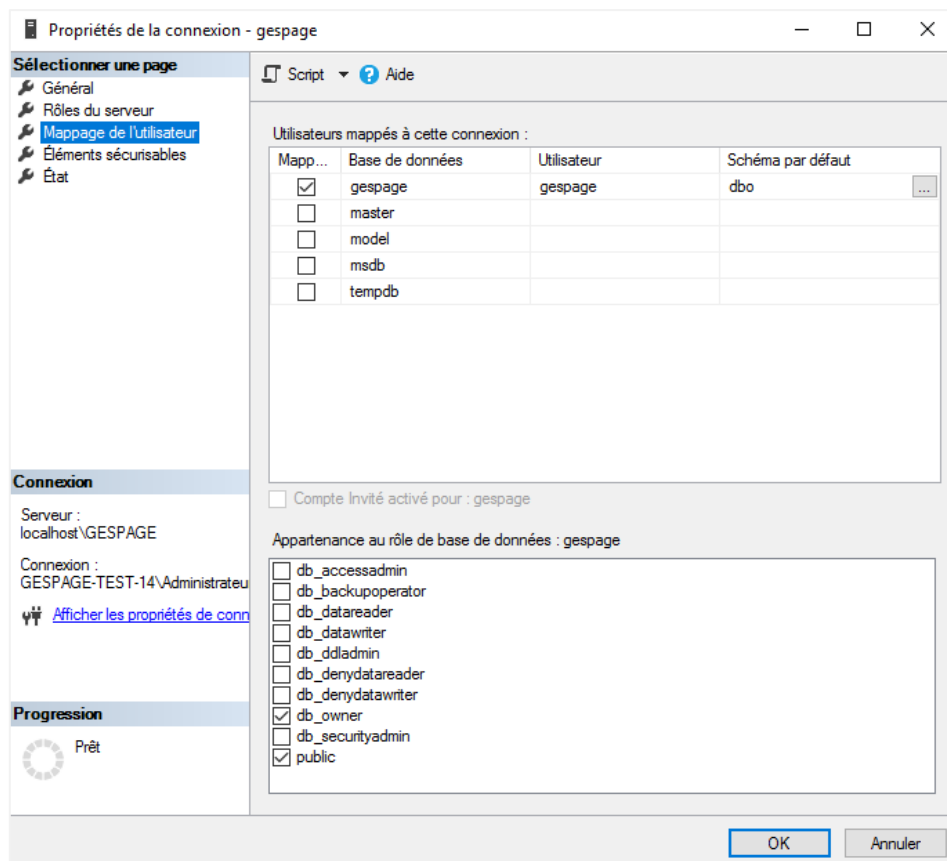 Propriétés de la connexion - gespage
Sélectionner une page
Général
Rôles du serveur
Mappage de l'utilisateur
Éléments sécurisables
État
Script
Aide
Utilisateurs mappés à cette connexion :
Mapp... Base de données Utilisateur Schéma par défaut
gespage gespage dbo ...
master
model
msdb
tempdb
Compte Invité activé pour : gespage
Connexion
Serveur :
localhost\GESPAGE
Connexion :
GESPAGE-TEST-14\Administrateu
Afficher les propriétés de conn
Appartenance au rôle de base de données : gespage
db_accessadmin
db_backupoperator
db_datareader
db_datawriter
db_ddladmin
db_denydatareader
db_denydatawriter
db_owner
db_securityadmin
public
Progression
Prêt
OK Annuler